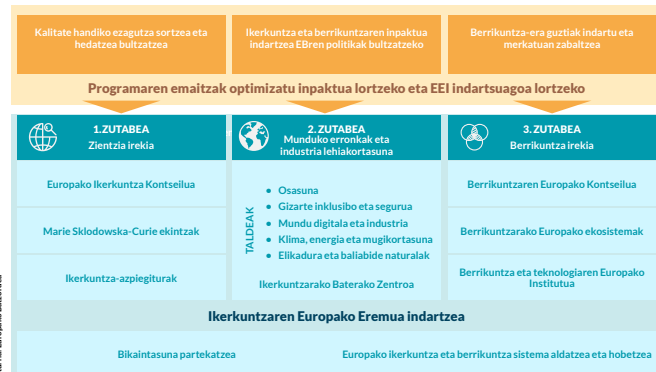 Kalitate handiko ezagutza sortzea eta
hedatzea bultzatzea
Ikerkuntza eta berrikuntzaren inpaktua
indartzea EBren politikak bultzatzeko
Berrikuntza-era guztiak indartu eta
merkatuan zabaltzea
Programaren emaitzak optimizatu inpaktua lortzeko eta EEI indartsuagoa lortzeko
1.ZUTABEA
Zientzia irekia
Europako Ikerkuntza Kontseilua
Marie Sklodowska-Curie ekintzak
Ikerkuntza-azpiegiturak
2. ZUTABEA
Munduko erronkak eta
industria lehiakortasuna
TALDEAK
• Osasuna
• Gizarte inklusibo eta segurua
• Mundu digitala eta industria
• Klima, energia eta mugikortasuna
• Elikadura eta baliabide naturalak
Ikerkuntzarako Baterako Zentroa
3. ZUTABEA
Berrikuntza irekia
Berrikuntzaren Europako Kontseilua
Berrikuntzarako Europako ekosistemak
Berrikuntza eta teknologiaren Europako
Institutua
Ikerkuntzaren Europako Eremua indartzea
Bikaintasuna partekatzea
Europako ikerkuntza eta berrikuntza sistema aldatzea eta hobetzea